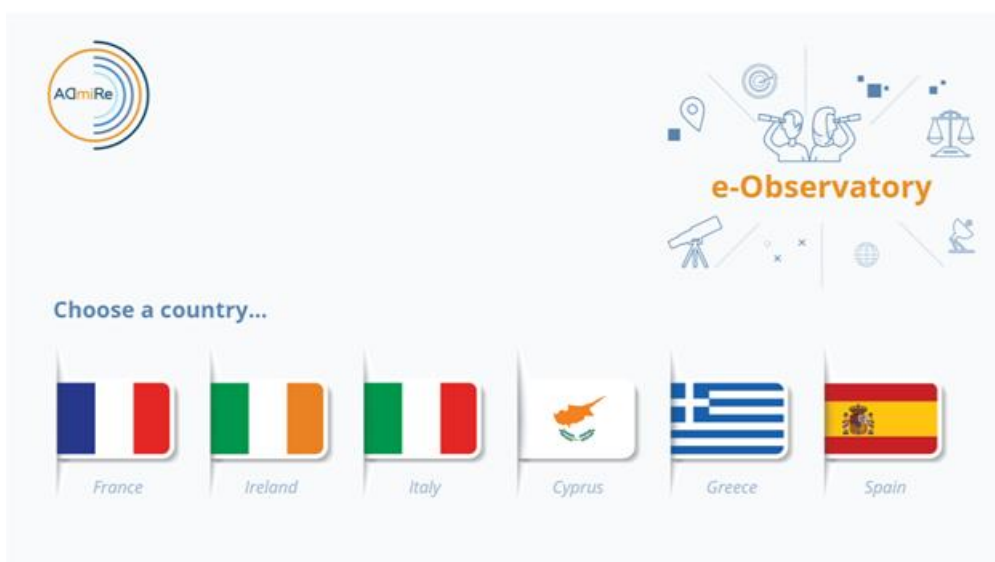 ADmiRe
e-Observatory
Choose a country...
France
Ireland
Italy
Cyprus
Greece
Spain